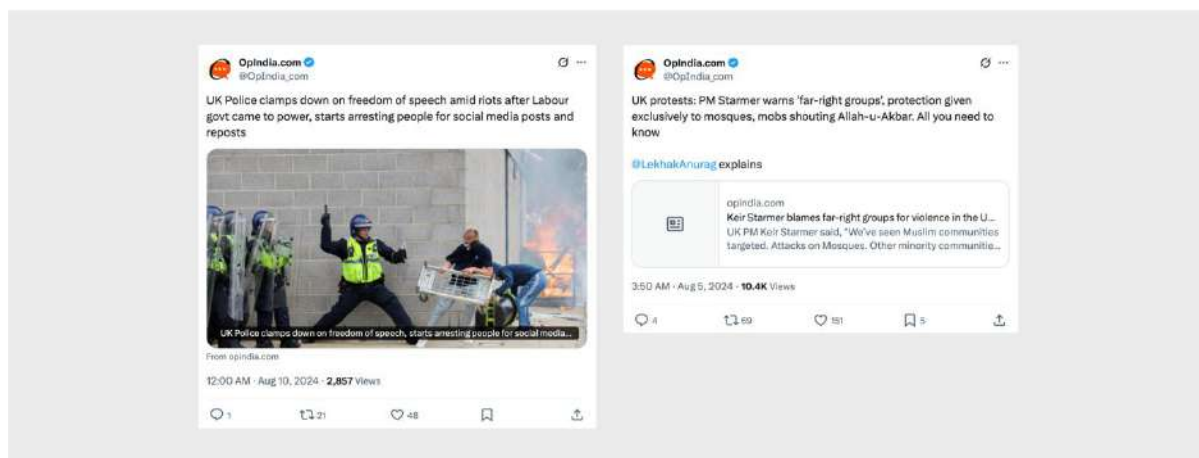 OpIndia.com
@OpIndia_com
UK Police clamps down on freedom of speech amid riots after Labour
govt came to power, starts arresting people for social media posts and
reposts
UK Police clamps down on freedom of speech, starts arresting people for social media...
From opindia.com
12:00 AM · Aug 10, 2024 · 2,857 Views
1 21 48
OpIndia.com
@OpIndia_com
UK protests: PM Starmer warns 'far-right groups', protection given
exclusively to mosques, mobs shouting Allah-u-Akbar. All you need to
know
@LekhakAnurag explains
opindia.com
Keir Starmer blames far-right groups for violence in the U...
UK PM Keir Starmer said, "We've seen Muslim communities
targeted. Attacks on Mosques. Other minority communitie...
3:50 AM · Aug 5, 2024 · 10.4K Views
4 69 151 5